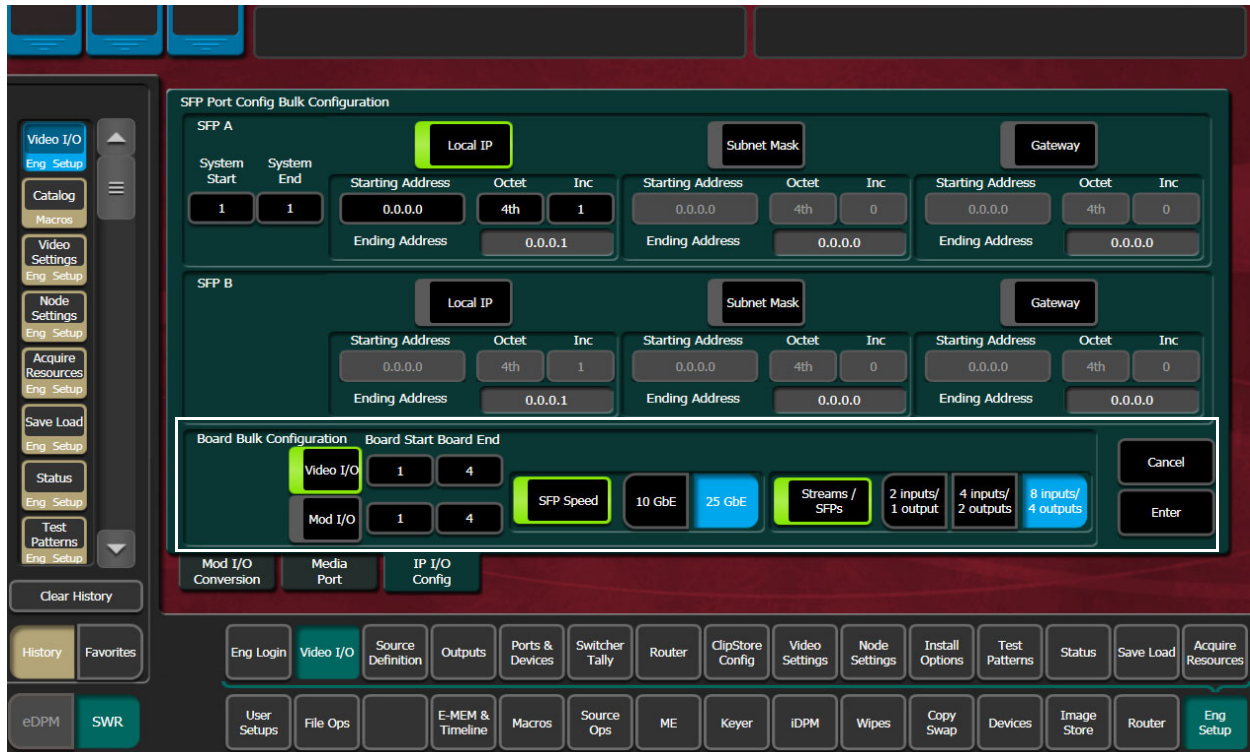 SFP Port Config Bulk Configuration
SFP A
Local IP
Subnet Mask
Gateway
System Start
System End
Starting Address Octet Inc
Starting Address Octet Inc
Starting Address Octet Inc
1 1
0.0.0.0 4th 1
0.0.0.0 4th 0
0.0.0.0 4th 0
Ending Address 0.0.0.1
Ending Address 0.0.0.0
Ending Address 0.0.0.0
SFP B
Local IP
Subnet Mask
Gateway
Starting Address Octet Inc
Starting Address Octet Inc
Starting Address Octet Inc
0.0.0.0 4th 1
0.0.0.0 4th 0
0.0.0.0 4th 0
Ending Address 0.0.0.1
Ending Address 0.0.0.0
Ending Address 0.0.0.0
Board Bulk Configuration Board Start Board End
Video I/O 1 4
Mod I/O 1 4
SFP Speed
10 GbE
25 GbE
Streams /
SFPs
2 inputs/
1 output
4 inputs/
2 outputs
8 inputs/
4 outputs
Cancel
Enter
Mod I/O
Conversion
Media
Port
IP I/O
Config
Video I/O
Eng Setup
Catalog
Macros
Video
Settings
Eng Setup
Node
Settings
Eng Setup
Acquire
Resources
Eng Setup
Save Load
Eng Setup
Status
Eng Setup
Test
Patterns
Eng Setup
Clear History
History
Favorites
Eng Login
Video I/O
Source
Definition
Outputs
Ports &
Devices
Switcher
Tally
Router
ClipStore
Config
Video
Settings
Node
Settings
Install
Options
Test
Patterns
Status
Save Load
Acquire
Resources
eDPM
SWR
User
Setups
File Ops
E-MEM &
Timeline
Macros
Source
Ops
ME
Keyer
iDPM
Wipes
Copy
Swap
Devices
Image
Store
Router
Eng
Setup